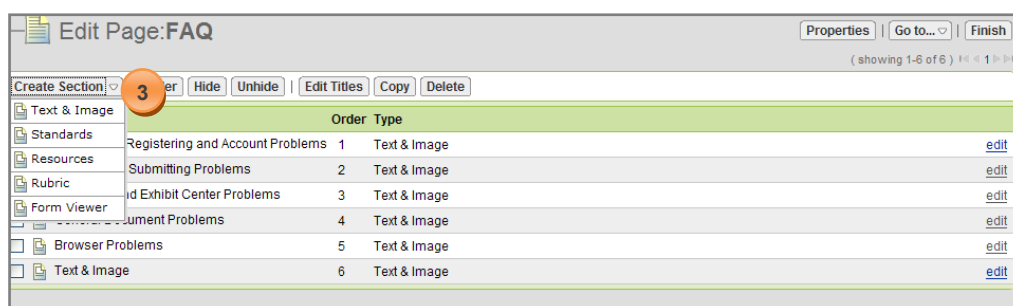 Edit Page:FAQ
Properties | Go to... | Finish
( showing 1-6 of 6 ) 1
Create Section 3 er Hide Unhide | Edit Titles Copy Delete
Text & Image
Standards
Resources
Rubric
Form Viewer
Order Type
Registering and Account Problems 1 Text & Image edit
Submitting Problems 2 Text & Image edit
nd Exhibit Center Problems 3 Text & Image edit
Problems 4 Text & Image edit
Browser Problems 5 Text & Image edit
Text & Image 6 Text & Image edit